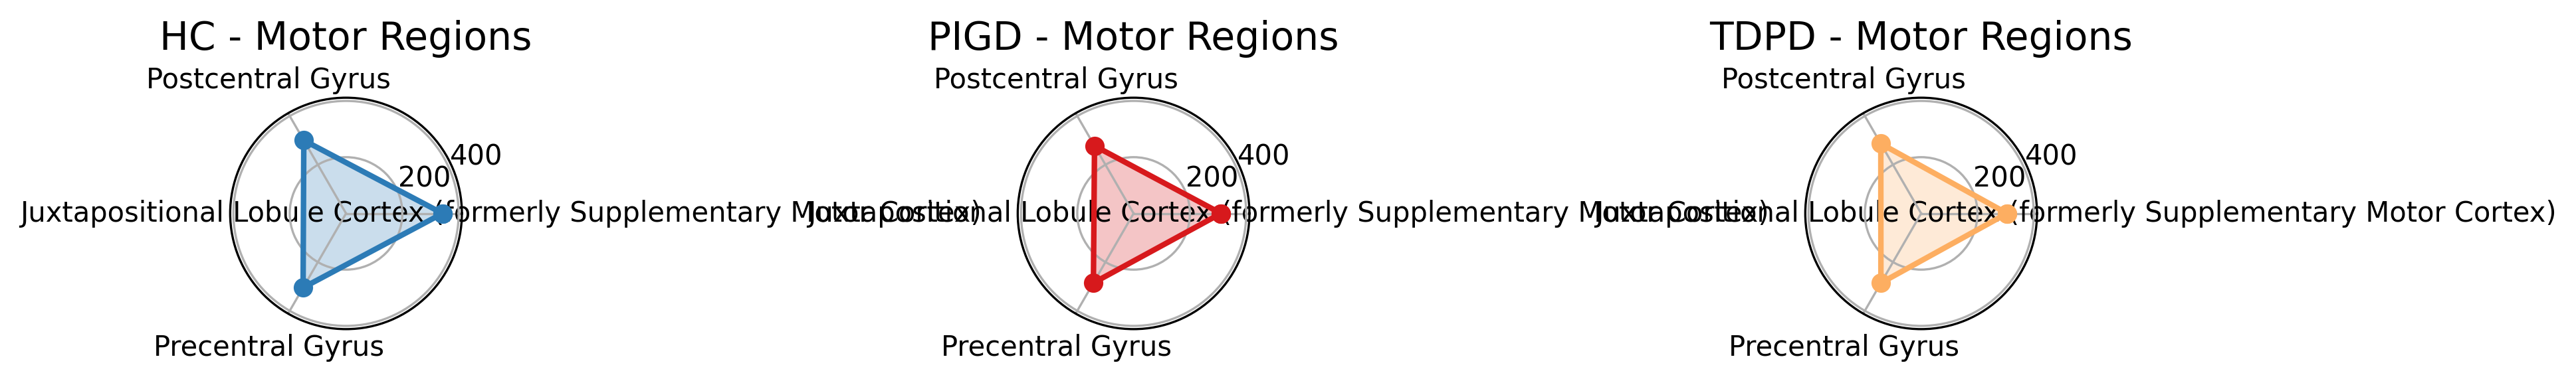 HC - Motor Regions
Postcentral Gyrus
400
200
Juxtapositional Lobule Cortex (formerly Supplementary Motor Cortex)
Precentral Gyrus
PIGD - Motor Regions
Postcentral Gyrus
400
200
Juxtapositional Lobule Cortex (formerly Supplementary Motor Cortex)
Precentral Gyrus
TDPD - Motor Regions
Postcentral Gyrus
400
200
Juxtapositional Lobule Cortex (formerly Supplementary Motor Cortex)
Precentral Gyrus